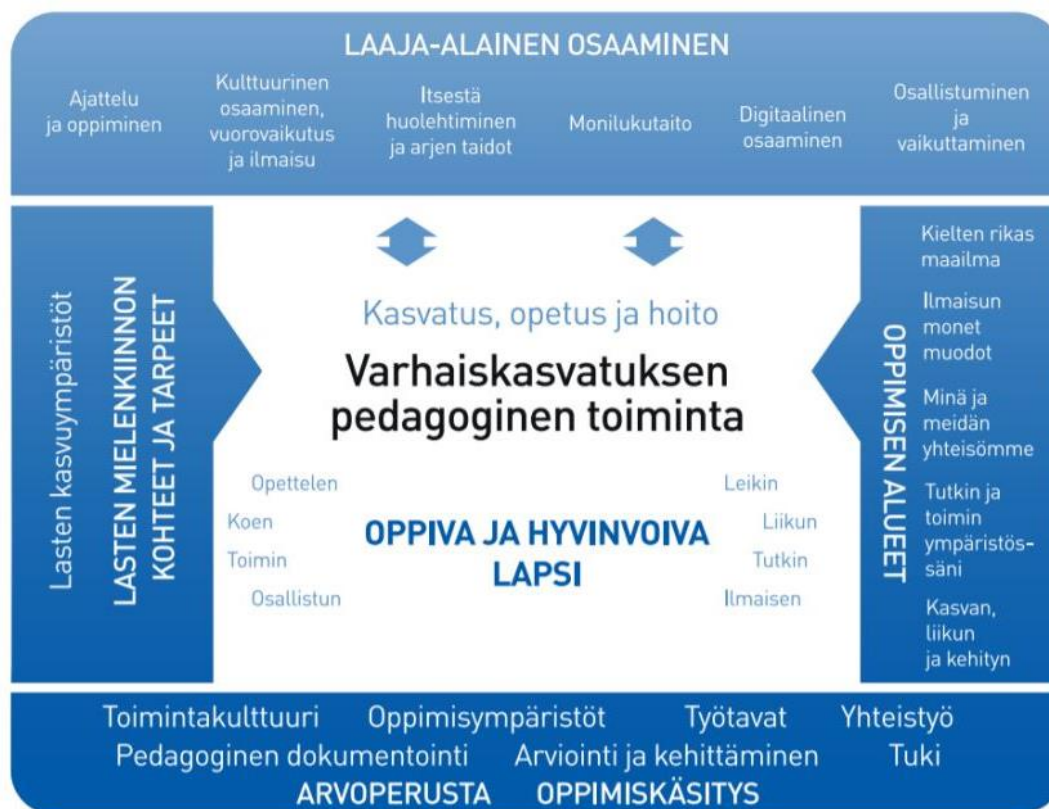 LAAJA-ALAINEN OSAAMINEN
Ajattelu
ja oppiminen
Kulttuurinen
osaaminen,
vuorovaikutus
ja ilmaisu
Itsestä
huolehtiminen
ja arjen taidot
Monilukutaito
Digitaalinen
osaaminen
Osallistuminen
ja
vaikuttaminen
Lasten kasvuympäristöt
LASTEN MIELENKIINNON
KOHTEET JA TARPEET
Kasvatus, opetus ja hoito
Varhaiskasvatuksen
pedagoginen toiminta
Opettelen
Koen
Toimin
Osallistun
OPPIVA JA HYVINVOIVA
LAPSI
Leikin
Liikun
Tutkin
Ilmaisen
OPPIMISEN ALUEET
Kielten rikas
maailma
Ilmaisun
monet
muodot
Minä ja
meidän
yhteisömme
Tutkin ja
toimin
ympäristös-
säni
Kasvan,
liikun
ja kehityn
Toimintakulttuuri Oppimisympäristöt Työtavat Yhteistyö
Pedagoginen dokumentointi Arviointi ja kehittäminen Tuki
ARVOPERUSTA OPPIMISKÄSITYS